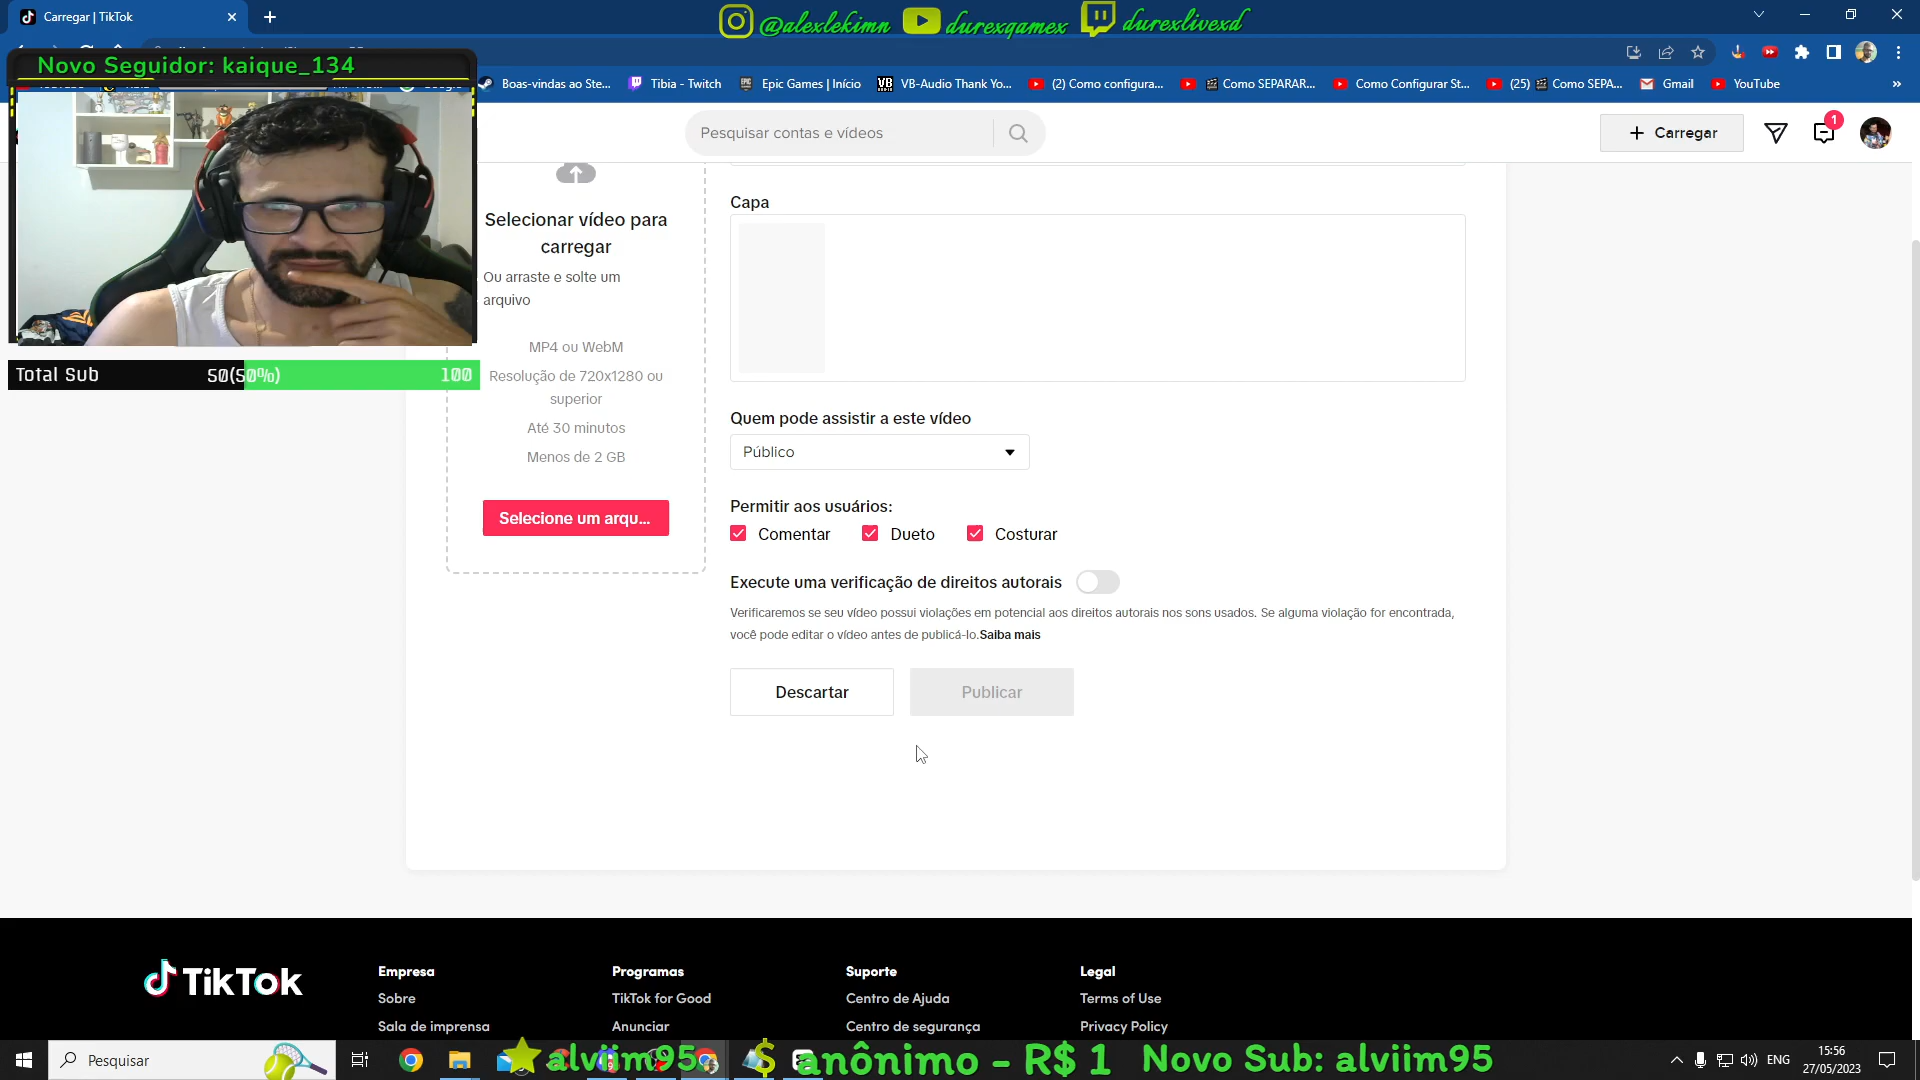 Carregar | TikTok
@alexlekimn
durexgamex
durexlivexd
Novo Seguidor: kaique_134
Boas-vindas ao Ste...
Tibia - Twitch
Epic Games | Início
VB-Audio Thank Yo...
(2) Como configura...
Como SEPARAR...
Como Configurar St...
(25) Como SEPA...
Gmail
YouTube
»
Pesquisar contas e vídeos
Carregar
1
Selecionar vídeo para
carregar
Ou arraste e solte um
arquivo
MP4 ou WebM
Resolução de 720x1280 ou
superior
Até 30 minutos
Menos de 2 GB
Selecione um arqu...
Total Sub 50(50%) 100
Capa
Quem pode assistir a este vídeo
Público
Permitir aos usuários:
Comentar Dueto Costurar
Execute uma verificação de direitos autorais
Verificaremos se seu vídeo possui violações em potencial aos direitos autorais nos sons usados. Se alguma violação for encontrada,
você pode editar o vídeo antes de publicá-lo.Saiba mais
Descartar
Publicar
TikTok
Empresa
Sobre
Sala de imprensa
Programas
TikTok for Good
Anunciar
Suporte
Centro de Ajuda
Centro de segurança
Legal
Terms of Use
Privacy Policy
Pesquisar
alviim95
anônimo - R$ 1
Novo Sub: alviim95
ENG
15:56
27/05/2023